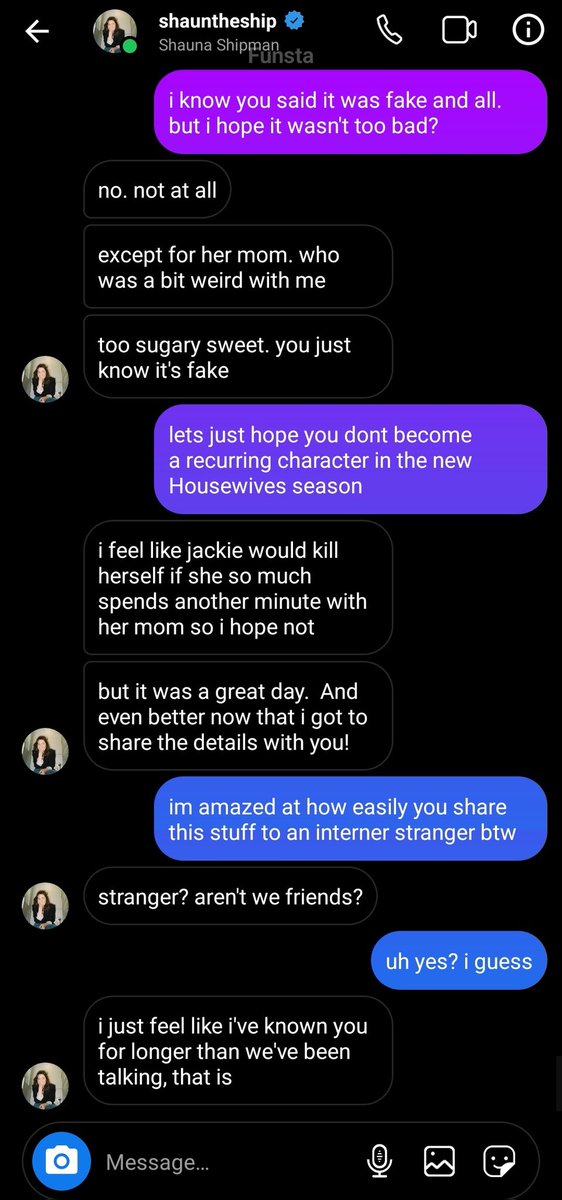 shauntheship
Shauna Shipman
Funsta
i know you said it was fake and all.
but i hope it wasn't too bad?
no. not at all
except for her mom. who
was a bit weird with me
too sugary sweet. you just
know it's fake
lets just hope you dont become
a recurring character in the new
Housewives season
i feel like jackie would kill
herself if she so much
spends another minute with
her mom so i hope not
but it was a great day.  And
even better now that i got to
share the details with you!
im amazed at how easily you share
this stuff to an interner stranger btw
stranger? aren't we friends?
uh yes? i guess
i just feel like i've known you
for longer than we've been
talking, that is
Message...